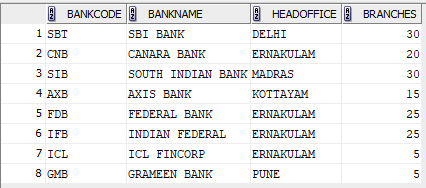 BANKCODE BANKNAME HEADOFFICE BRANCHES
1 SBT SBI BANK DELHI 30
2 CNB CANARA BANK ERNAKULAM 20
3 SIB SOUTH INDIAN BANK MADRAS 30
4 AXB AXIS BANK KOTTAYAM 15
5 FDB FEDERAL BANK ERNAKULAM 25
6 IFB INDIAN FEDERAL ERNAKULAM 25
7 ICL ICL FINCORP ERNAKULAM 5
8 GMB GRAMEEN BANK PUNE 5